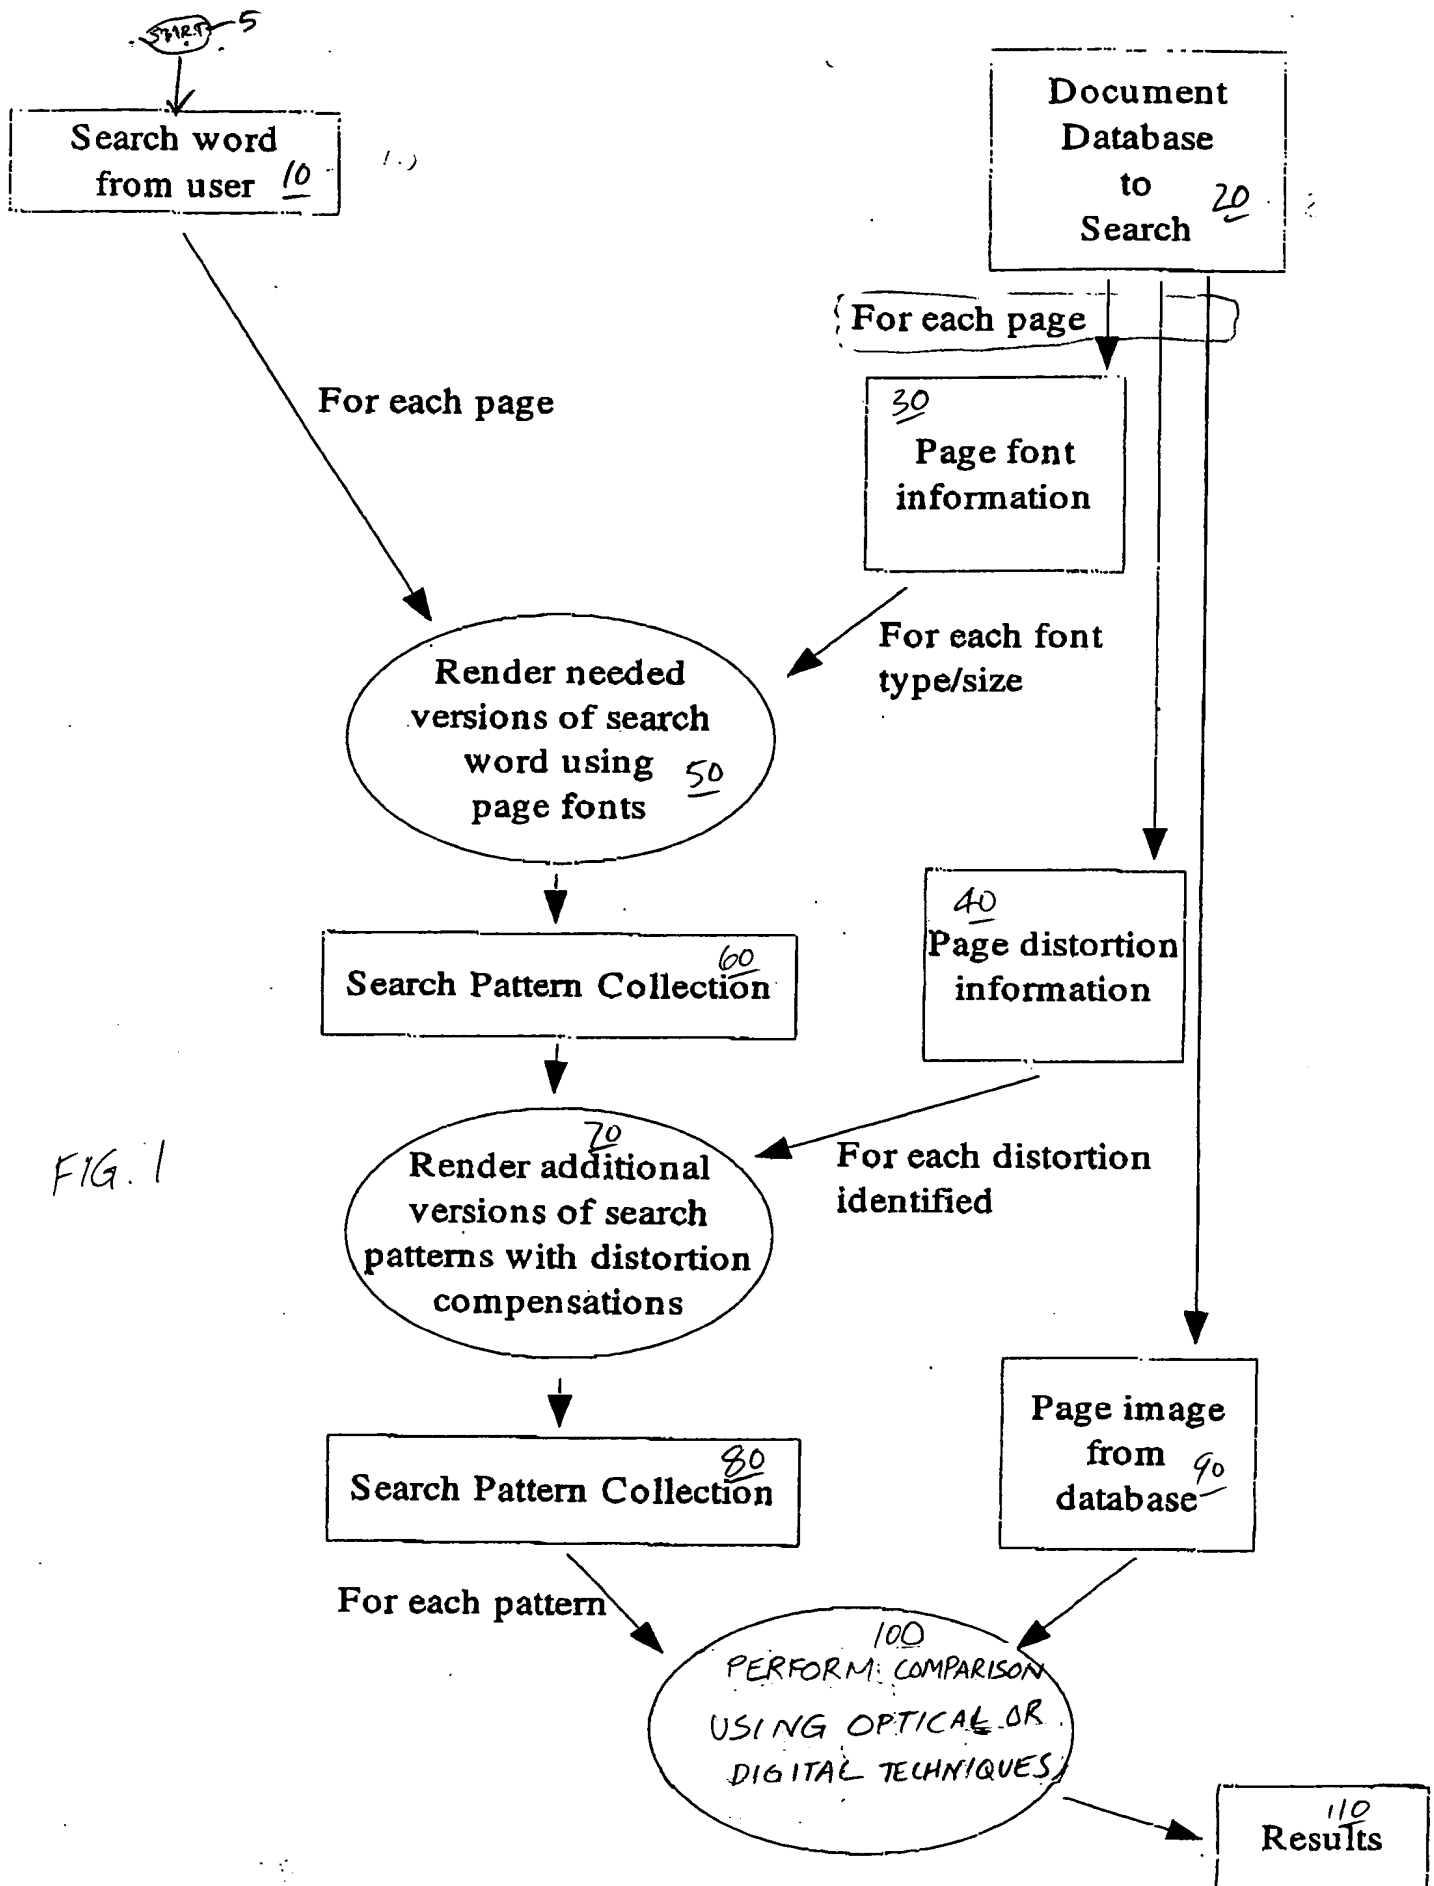 START 5
Search word
from user 10
1.)
Document
Database
to
Search 20
For each page
For each page
30
Page font
information
For each font
type/size
Render needed
versions of search
word using
page fonts 50
40
Page distortion
information
60
Search Pattern Collection
FIG. 1
70
Render additional
versions of search
patterns with distortion
compensations
For each distortion
identified
80
Search Pattern Collection
Page image
from
database 90
For each pattern
100
PERFORM COMPARISON
USING OPTICAL OR
DIGITAL TECHNIQUES
110
Results